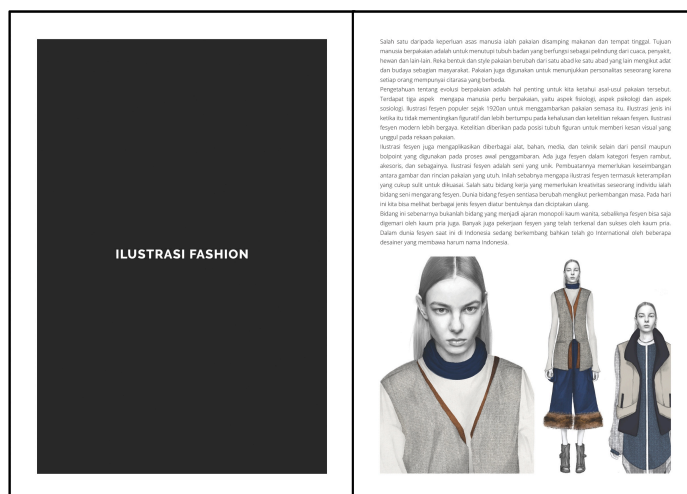 ILUSTRASI FASHION
Salah satu daripada keperluan asas manusia ialah pakaian disamping makanan dan tempat tinggal. Tujuan
manusia berpakaian adalah untuk menutupi tubuh badan yang berfungsi sebagai pelindung dari cuaca, penyakit,
hewan dan lain-lain. Reka bentuk dan style pakaian berubah dari satu abad ke satu abad yang lain mengikut adat
dan budaya sebagian masyarakat. Pakaian juga digunakan untuk menunjukkan personalitas seseorang karena
setiap orang mempunyai citarasa yang berbeda.
Pengetahuan tentang evolusi berpakaian adalah hal penting untuk kita ketahui asal-usul pakaian tersebut.
Terdapat tiga aspek mengapa manusia perlu berpakaian, yaitu aspek fisiologi, aspek psikologi dan aspek
sosiologi. Ilustrasi fesyen populer sejak 1920an untuk menggambarkan pakaian semasa itu. Illustrasi jenis ini
ketika itu tidak mementingkan figuratif dan lebih bertumpu pada kehalusan dan ketelitian rekaan fesyen. Ilustrasi
fesyen modern lebih bergaya. Ketelitian diberikan pada posisi tubuh figuran untuk memberi kesan visual yang
unggul pada rekaan pakaian.
Ilustrasi fesyen juga mengaplikasikan diberbagai alat, bahan, media, dan teknik selain dari pensil maupun
bolpoint yang digunakan pada proses awal penggambaran. Ada juga fesyen dalam kategori fesyen rambut,
akesoris, dan sebagainya. Ilustrasi fesyen adalah seni yang unik. Pembuatannya memerlukan keseimbangan
antara gambar dan rincian pakaian yang utuh. Inilah sebabnya mengapa ilustrasi fesyen termasuk keterampilan
yang cukup sulit untuk dikuasai. Salah satu bidang kerja yang memerlukan kreativitas seseorang individu ialah
bidang seni mengarang fesyen. Dunia bidang fesyen sentiasa berubah mengikut perkembangan masa. Pada hari
ini kita bisa melihat berbagai jenis fesyen diatur bentuknya dan diciptakan ulang.
Bidang ini sebenarnya bukanlah bidang yang menjadi ajaran monopoli kaum wanita, sebaliknya fesyen bisa saja
digemari oleh kaum pria juga. Banyak juga pekerjaan fesyen yang telah terkenal dan sukses oleh kaum pria.
Dalam dunia fesyen saat ini di Indonesia sedang berkembang bahkan telah go International oleh beberapa
desainer yang membawa harum nama Indonesia.